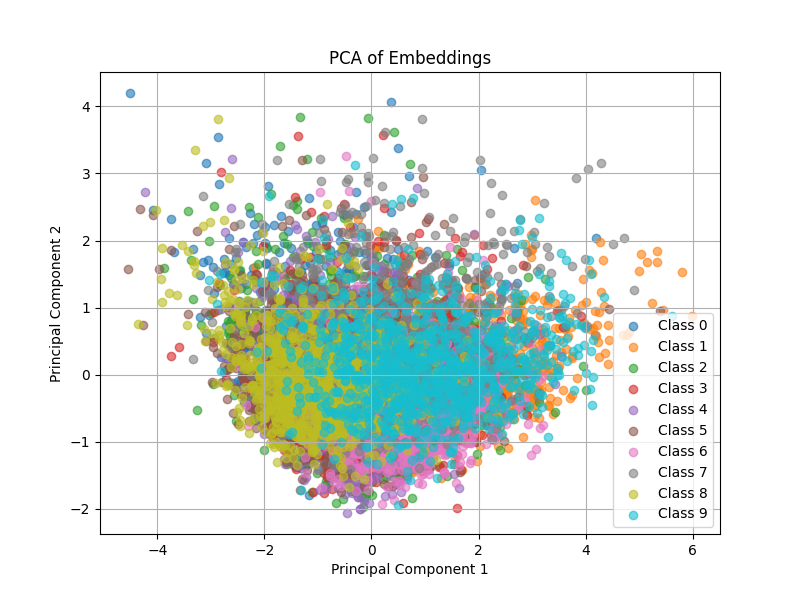 PCA of Embeddings
Principal Component 2
4
3
2
1
0
−1
−2
Class 0
Class 1
Class 2
Class 3
Class 4
Class 5
Class 6
Class 7
Class 8
Class 9
−4
−2
0
2
4
6
Principal Component 1